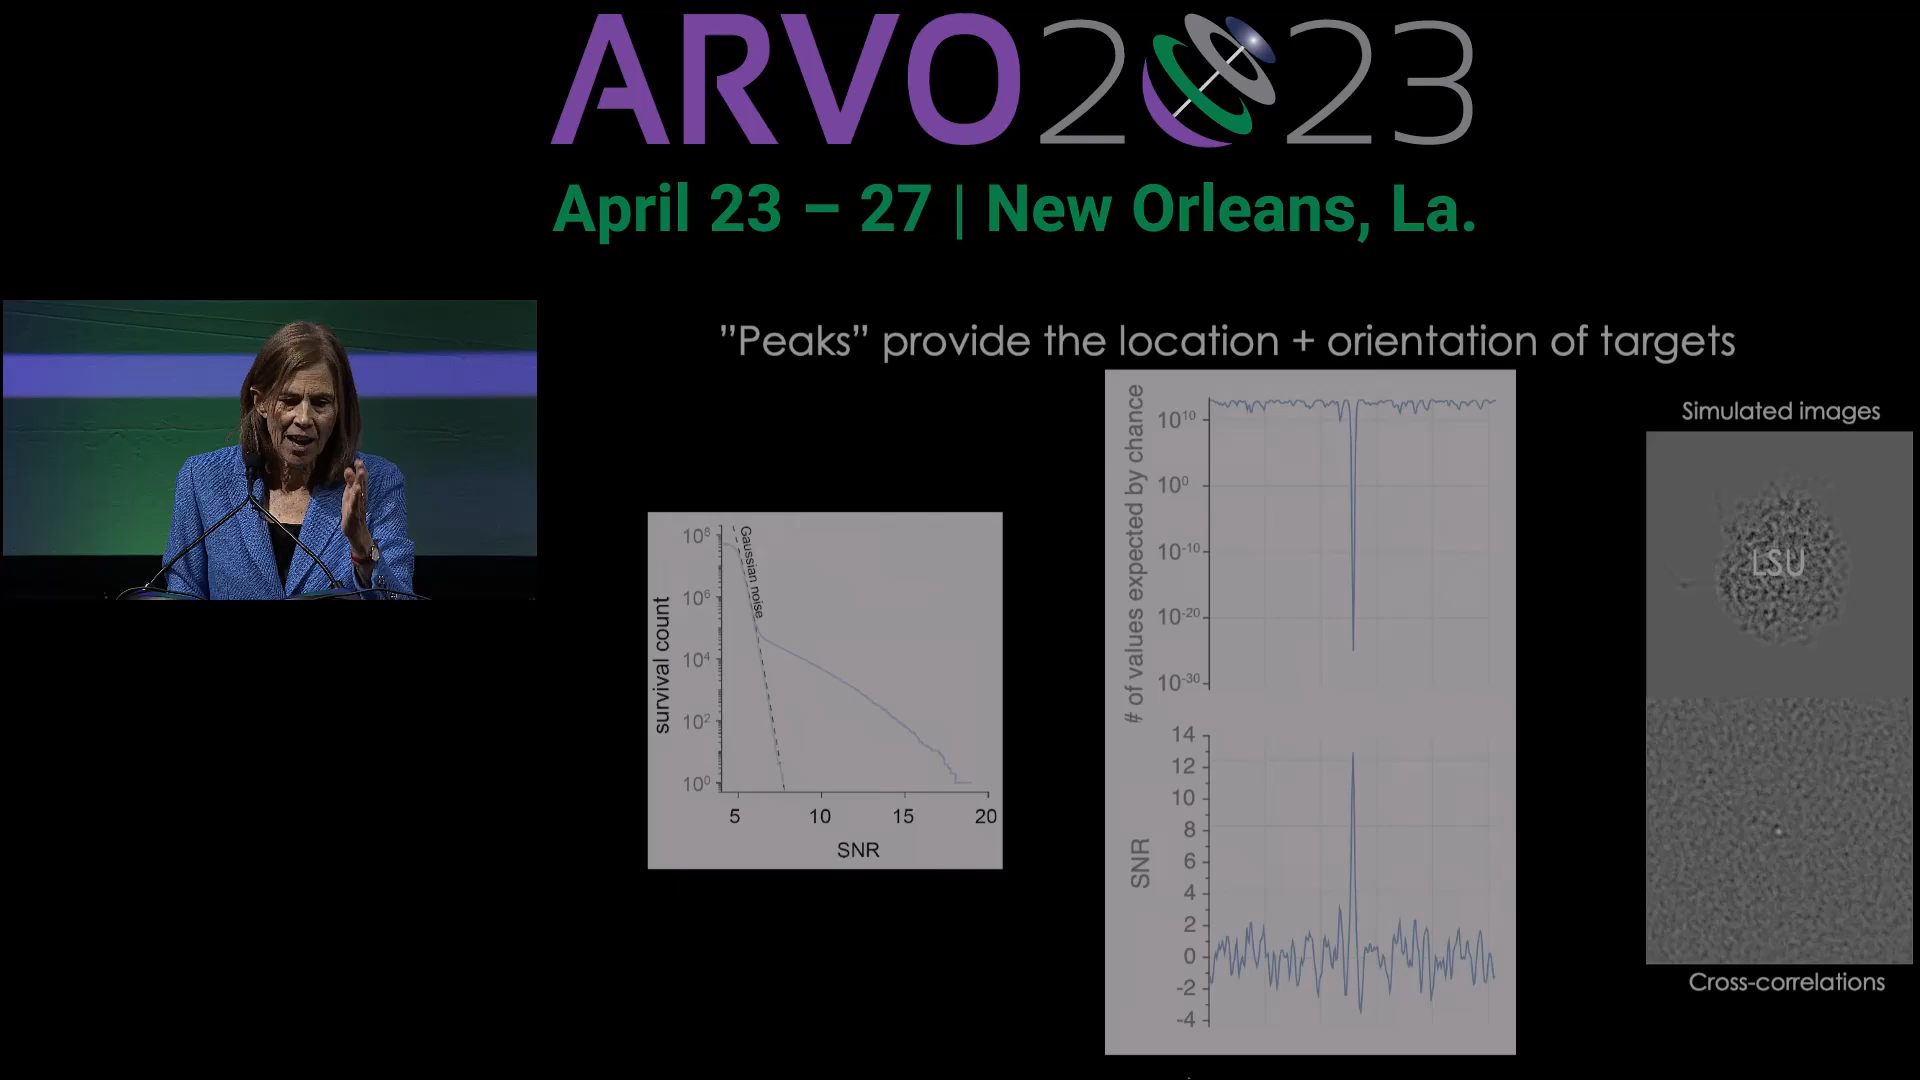 ARVO2023
April 23 – 27 | New Orleans, La.
”Peaks” provide the location + orientation of targets
survival count
10⁸
10⁶
10⁴
10²
10⁰
Gaussian noise
5 10 15 20
SNR
# of values expected by chance
10¹⁰
10⁰
10⁻¹⁰
10⁻²⁰
10⁻³⁰
SNR
14
12
10
8
6
4
2
0
-2
-4
Simulated images
LSU
Cross-correlations